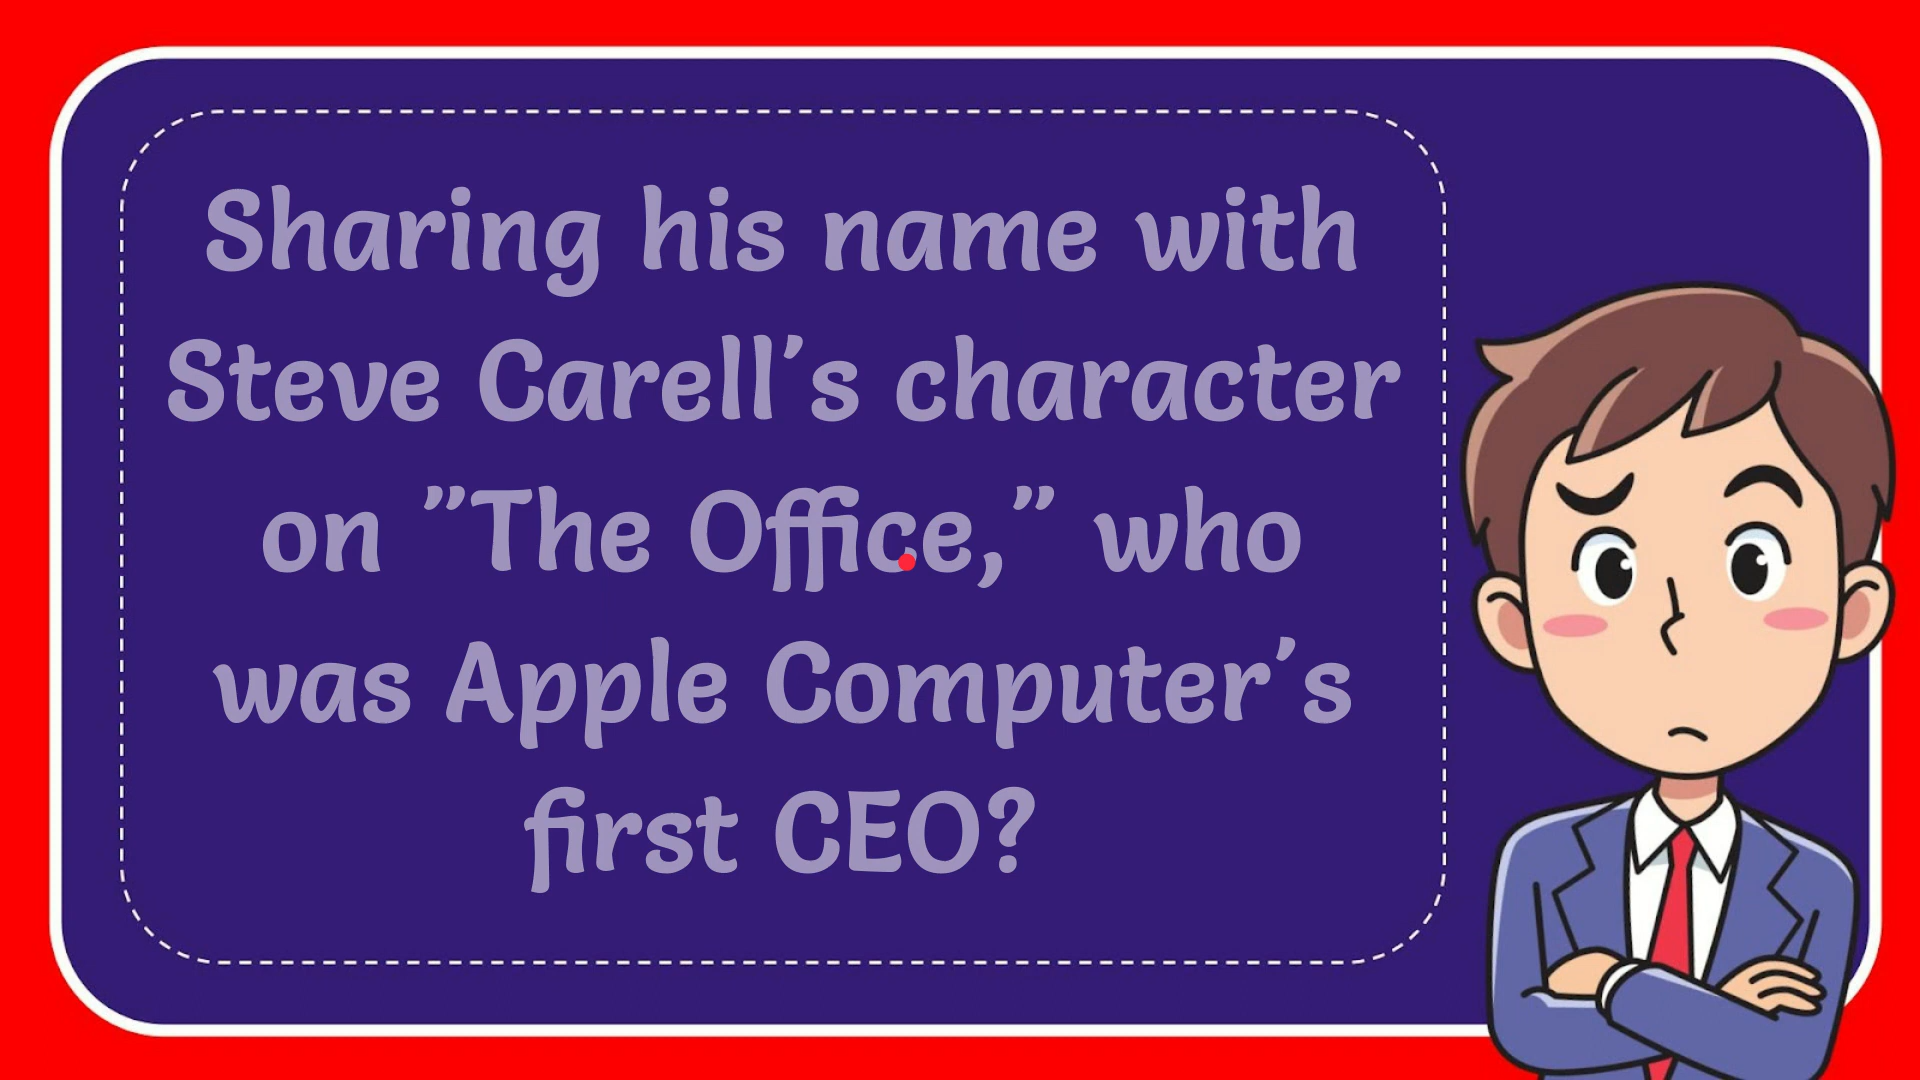 Sharing his name with
Steve Carell's character
on "The Office," who
was Apple Computer's
first CEO?